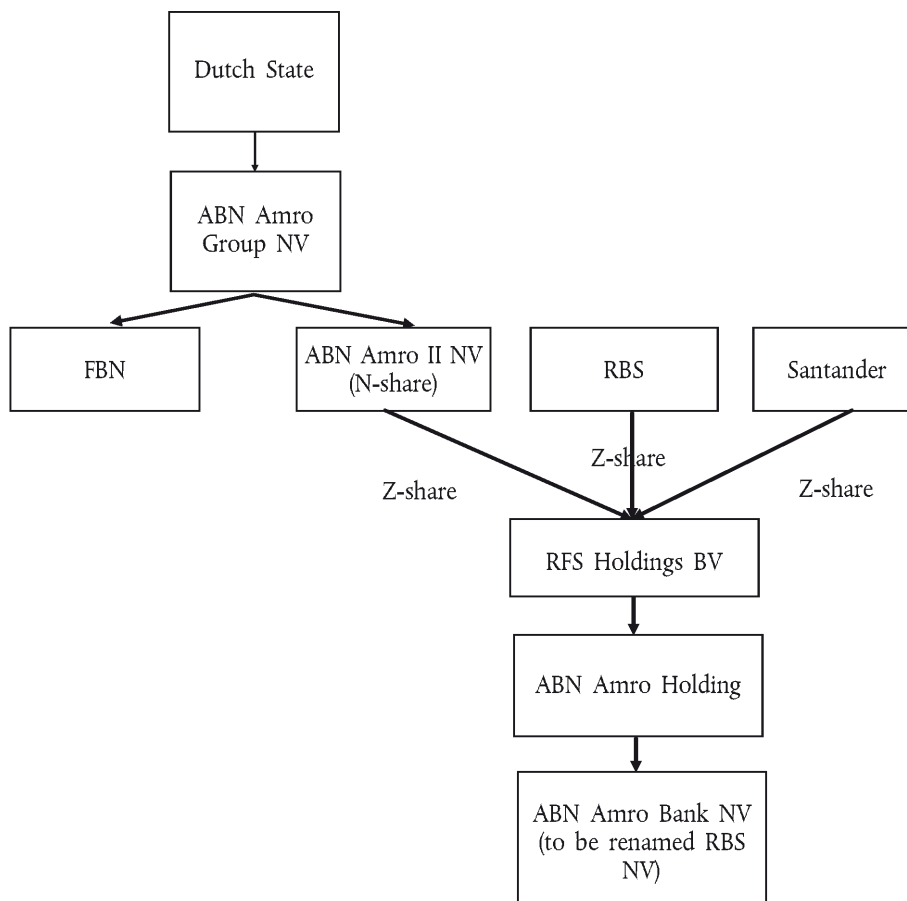 Dutch State
ABN Amro
Group NV
FBN
ABN Amro II NV
(N-share)
RBS
Santander
Z-share
Z-share
Z-share
RFS Holdings BV
ABN Amro Holding
ABN Amro Bank NV
(to be renamed RBS
NV)